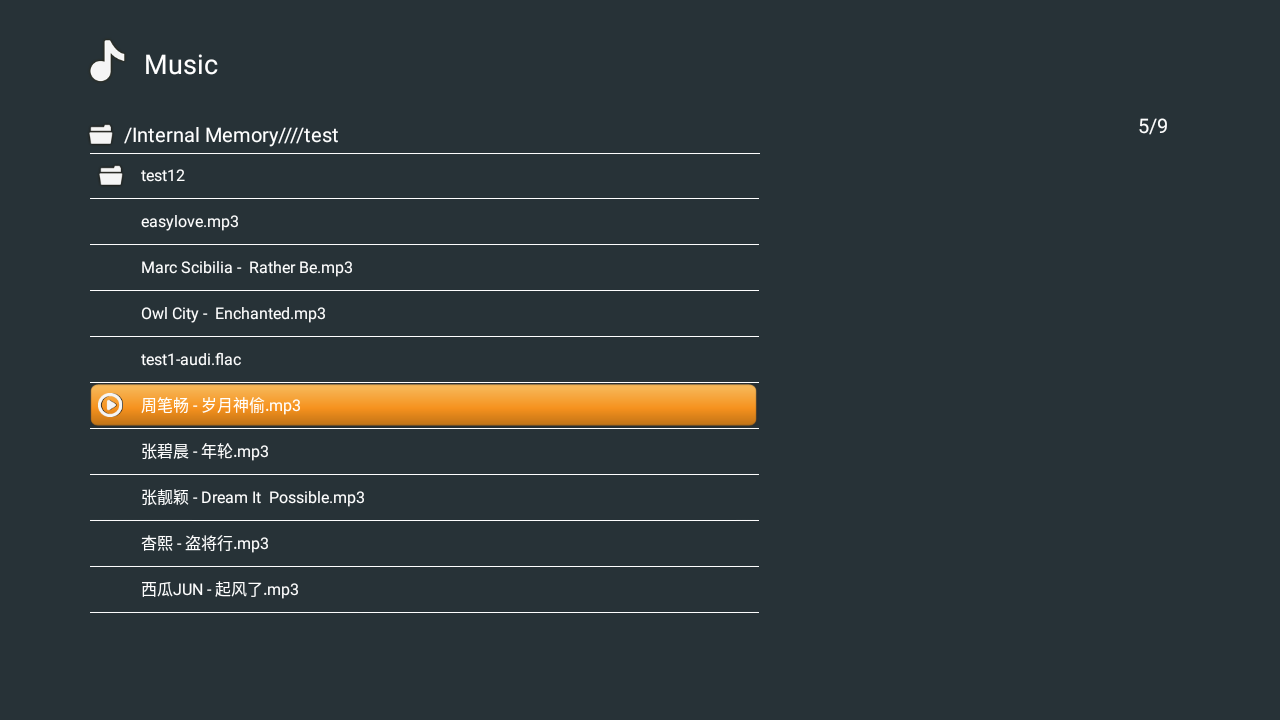 Music
/Internal Memory////test
5/9
test12
easylove.mp3
Marc Scibilia -  Rather Be.mp3
Owl City -  Enchanted.mp3
test1-audi.flac
周笔畅 - 岁月神偷.mp3
张碧晨 - 年轮.mp3
张靓颖 - Dream It  Possible.mp3
杳熙 - 盗将行.mp3
西瓜JUN - 起风了.mp3